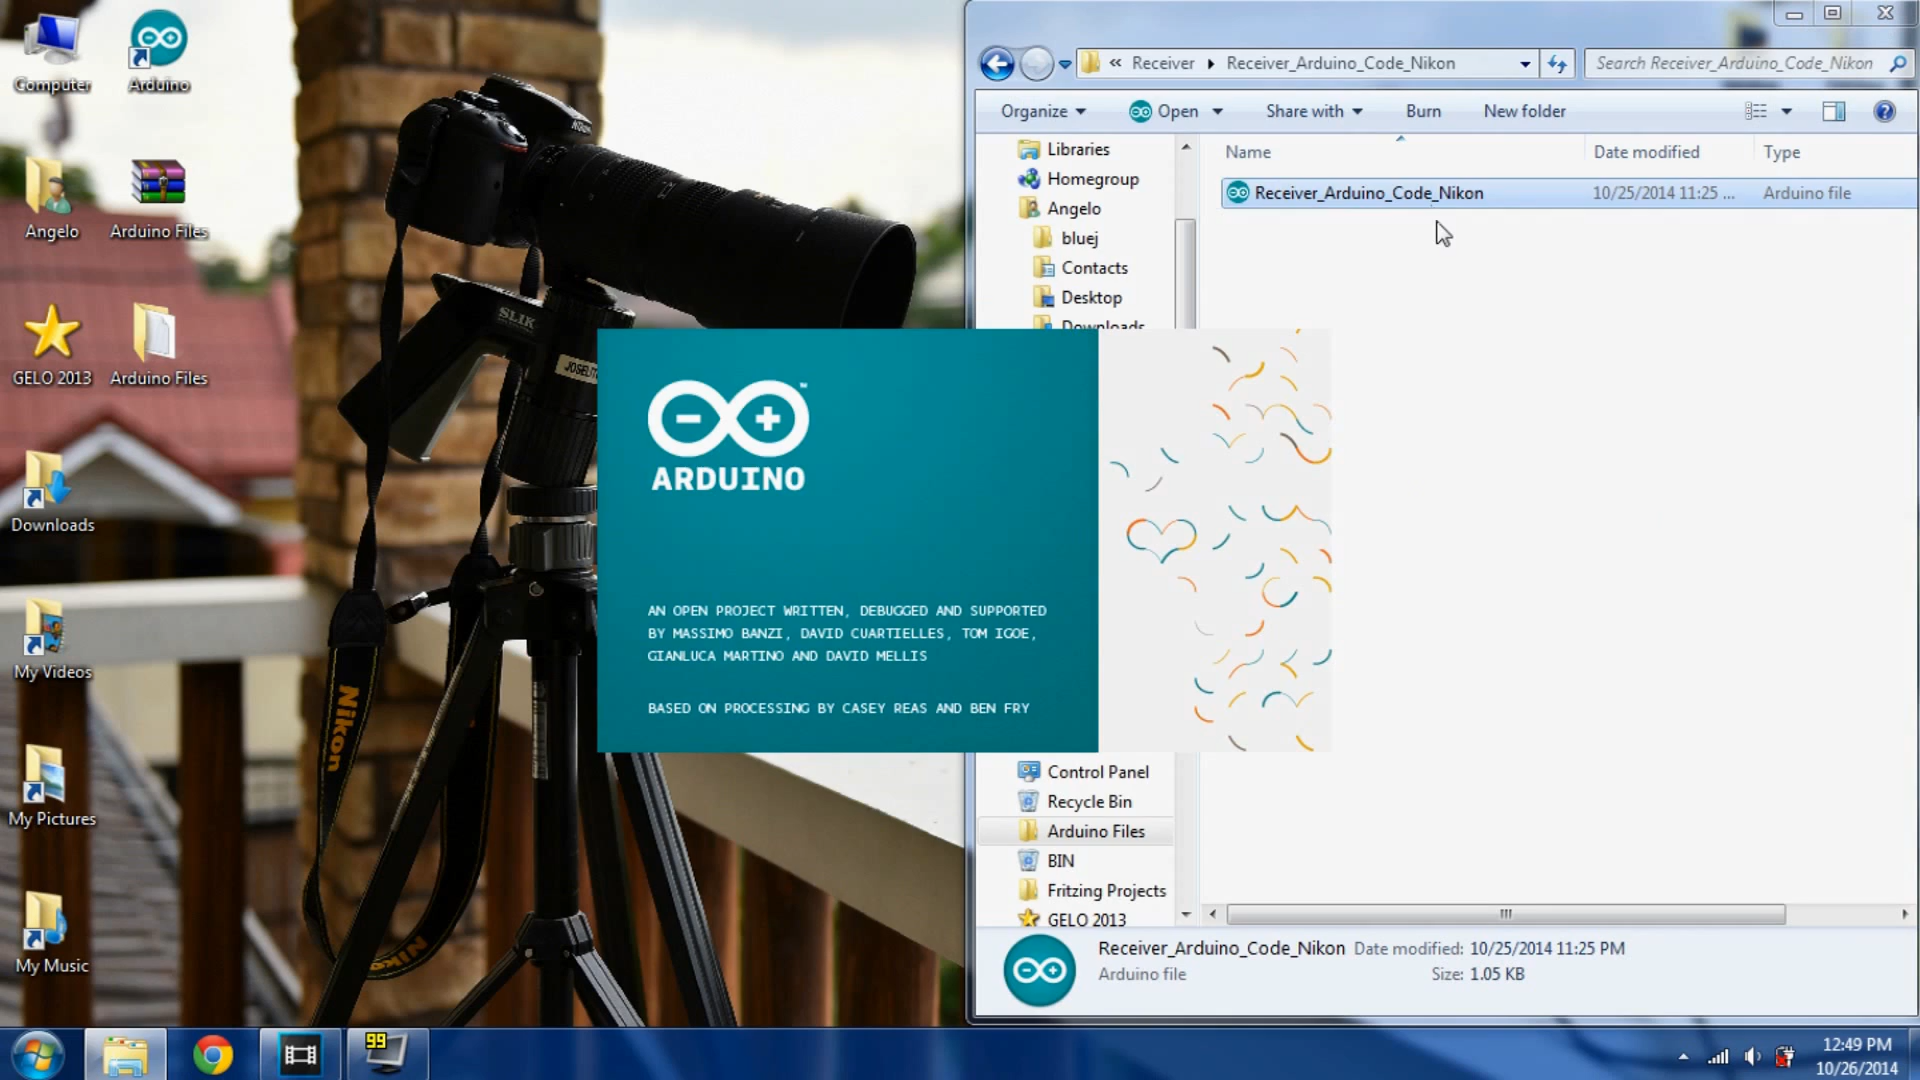 Computer
Arduino
Angelo
Arduino Files
GELO 2013
Arduino Files
Downloads
My Videos
My Pictures
My Music
Nikon
SLIK
Nikon
Nikon
« Receiver ▸ Receiver_Arduino_Code_Nikon
Search Receiver_Arduino_Code_Nikon
Organize
Open
Share with
Burn
New folder
Libraries
Homegroup
Angelo
bluej
Contacts
Desktop
Downloads
Name
Date modified
Type
Receiver_Arduino_Code_Nikon
10/25/2014 11:25 ...
Arduino file
ARDUINO
AN OPEN PROJECT WRITTEN, DEBUGGED AND SUPPORTED
BY MASSIMO BANZI, DAVID CUARTIELLES, TOM IGOE,
GIANLUCA MARTINO AND DAVID MELLIS
BASED ON PROCESSING BY CASEY REAS AND BEN FRY
Control Panel
Recycle Bin
Arduino Files
BIN
Fritzing Projects
GELO 2013
Receiver_Arduino_Code_Nikon Date modified: 10/25/2014 11:25 PM
Arduino file Size: 1.05 KB
99
12:49 PM
10/26/2014